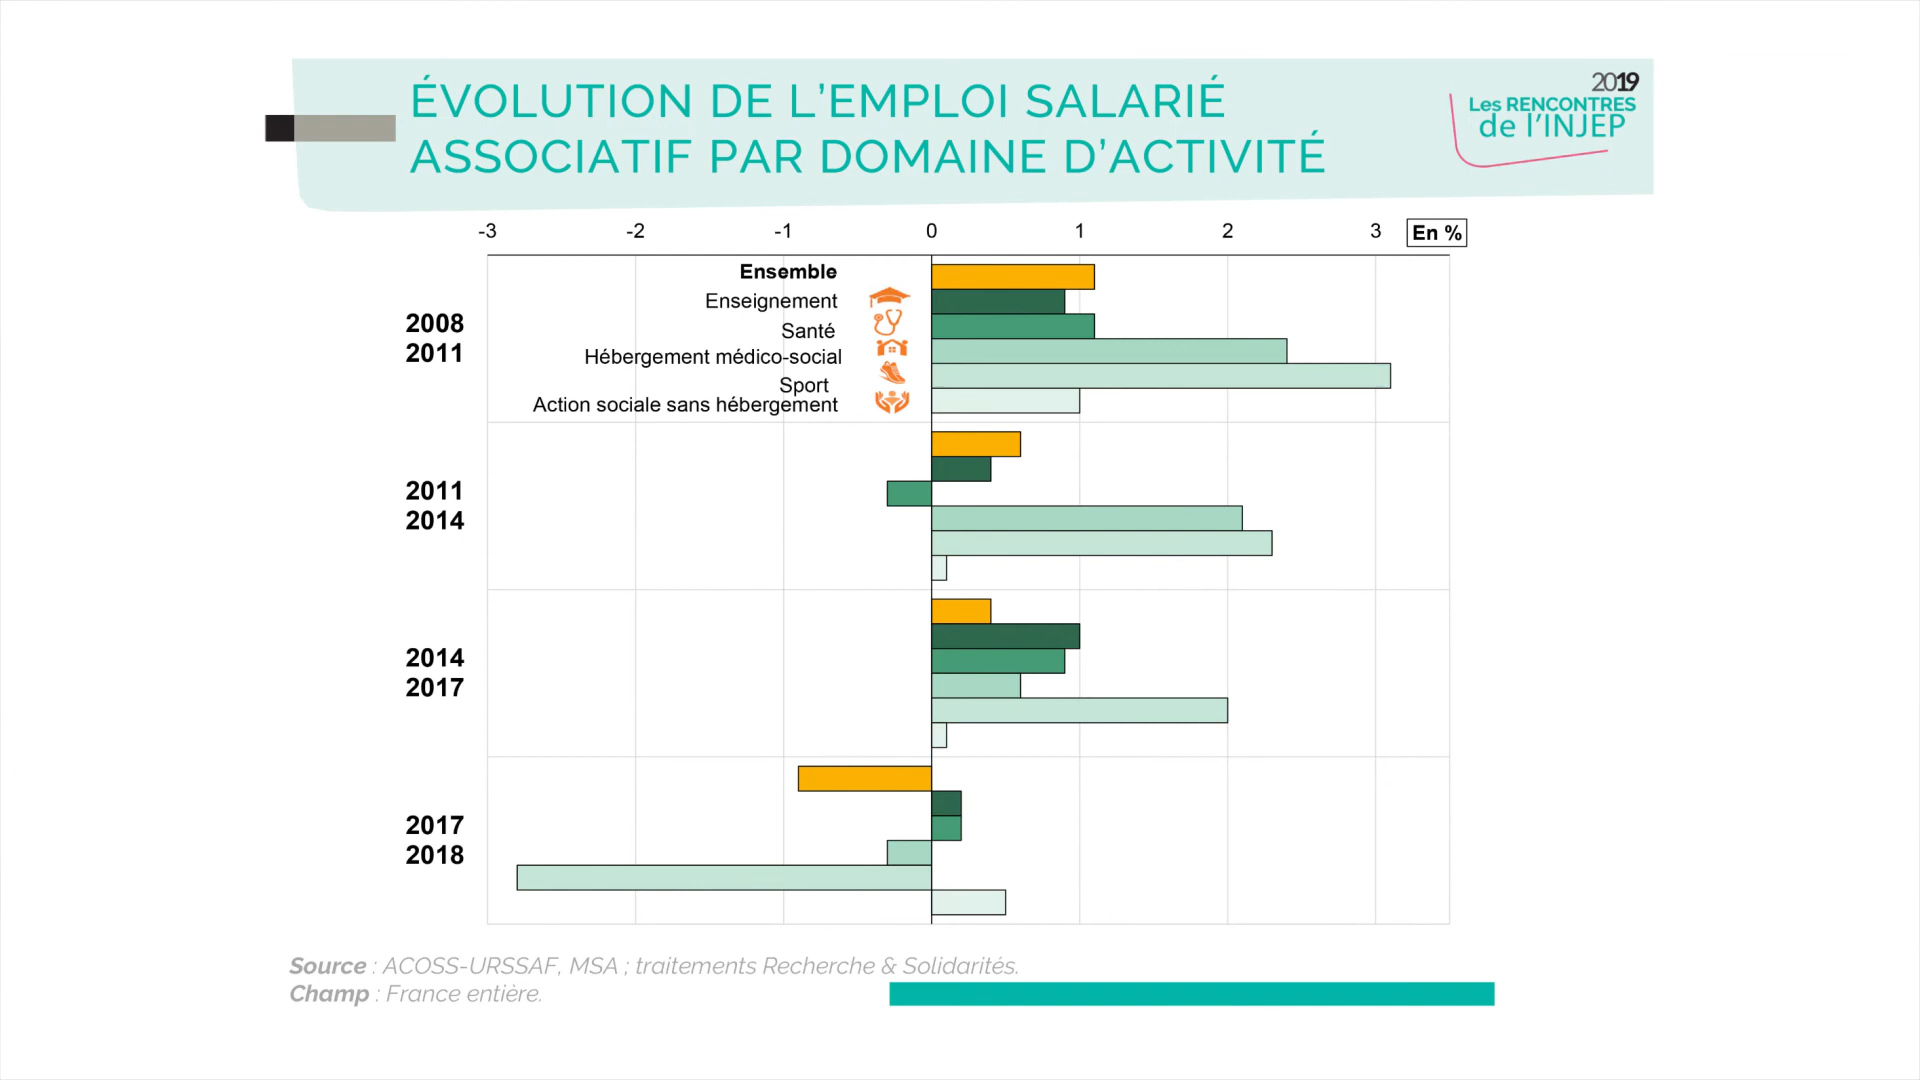 ÉVOLUTION DE L'EMPLOI SALARIÉ
ASSOCIATIF PAR DOMAINE D'ACTIVITÉ
2019
Les RENCONTRES
de l'INJEP
-3 -2 -1 0 1 2 3 En %
Ensemble
Enseignement
Santé
Hébergement médico-social
Sport
Action sociale sans hébergement
2008
2011
2011
2014
2014
2017
2017
2018
Source : ACOSS-URSSAF, MSA ; traitements Recherche & Solidarités.
Champ : France entière.